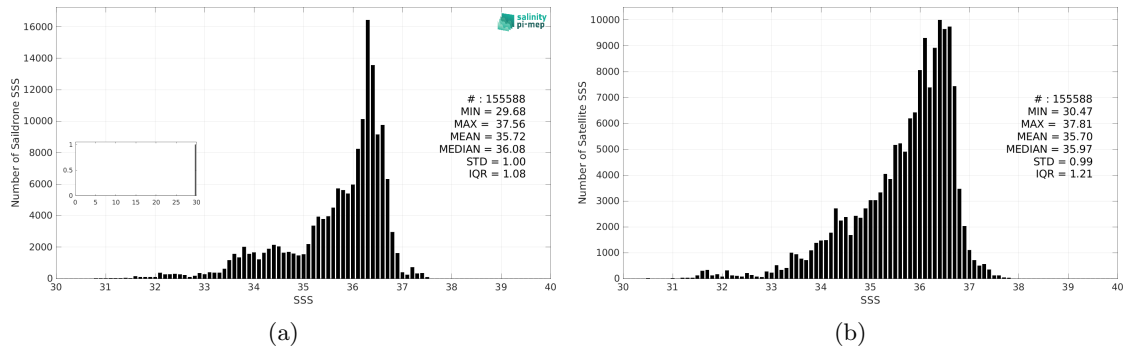 16000
14000
12000
10000
8000
6000
4000
2000
0
Number of Saildrone SSS
salinity
pi-mep
# : 155588
MIN = 29.68
MAX = 37.56
MEAN = 35.72
MEDIAN = 36.08
STD = 1.00
IQR = 1.08
1
0.5
0
0 5 10 15 20 25 30
30 31 32 33 34 35 36 37 38 39 40
SSS
(a)
10000
9000
8000
7000
6000
5000
4000
3000
2000
1000
0
Number of Satellite SSS
# : 155588
MIN = 30.47
MAX = 37.81
MEAN = 35.70
MEDIAN = 35.97
STD = 0.99
IQR = 1.21
30 31 32 33 34 35 36 37 38 39 40
SSS
(b)